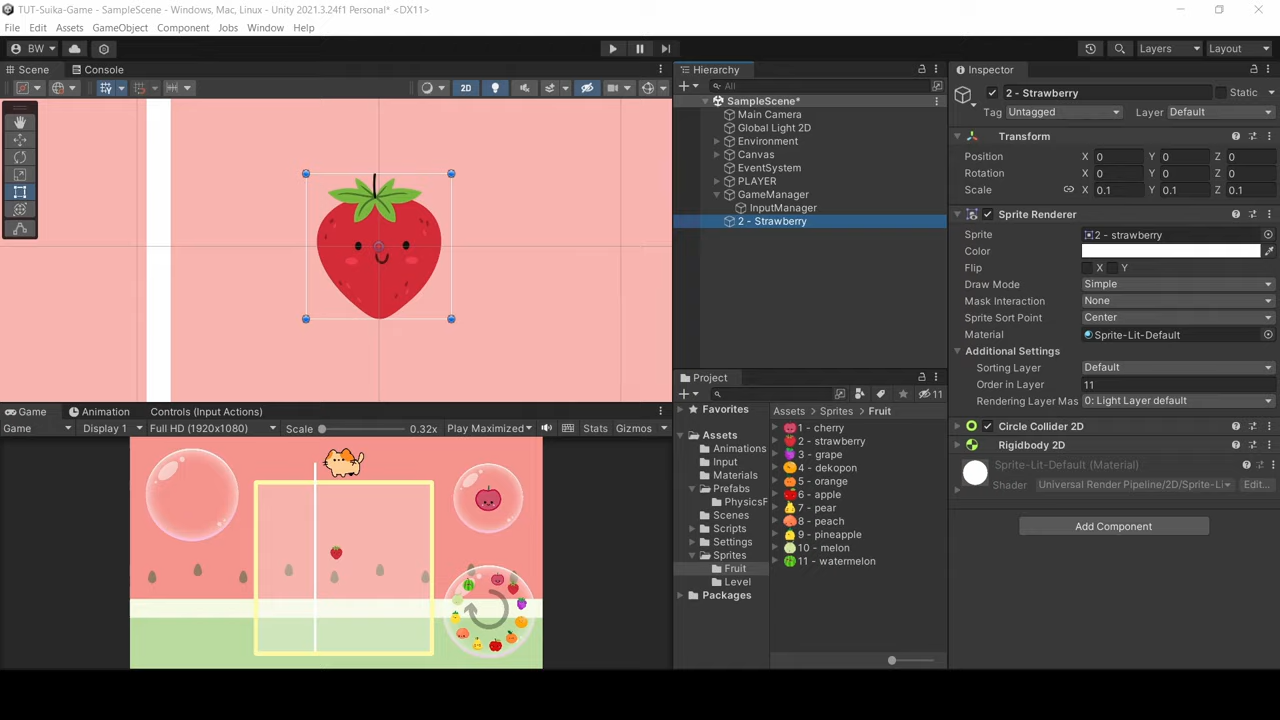 TUT-Suika-Game - SampleScene - Windows, Mac, Linux - Unity 2021.3.24f1 Personal* <DX11>
File Edit Assets GameObject Component Jobs Window Help
BW Layers Layout
Scene Console
2D
Hierarchy
All
SampleScene*
Main Camera
Global Light 2D
Environment
Canvas
EventSystem
PLAYER
GameManager
InputManager
2 - Strawberry
Inspector
2 - Strawberry Static
Tag Untagged Layer Default
Transform
Position X 0 Y 0 Z 0
Rotation X 0 Y 0 Z 0
Scale X 0.1 Y 0.1 Z 0.1
Sprite Renderer
Sprite 2 - strawberry
Color
Flip X Y
Draw Mode Simple
Mask Interaction None
Sprite Sort Point Center
Material Sprite-Lit-Default
Additional Settings
Sorting Layer Default
Order in Layer 11
Rendering Layer Mas 0: Light Layer default
Circle Collider 2D
Rigidbody 2D
Sprite-Lit-Default (Material)
Shader Universal Render Pipeline/2D/Sprite-Li Edit...
Add Component
Game Animation Controls (Input Actions)
Game Display 1 Full HD (1920x1080) Scale 0.32x Play Maximized Stats Gizmos
Project
11
Favorites
Assets
Animations
Input
Materials
Prefabs
PhysicsF
Scenes
Scripts
Settings
Sprites
Fruit
Level
Packages
Assets Sprites Fruit
1 - cherry
2 - strawberry
3 - grape
4 - dekopon
5 - orange
6 - apple
7 - pear
8 - peach
9 - pineapple
10 - melon
11 - watermelon